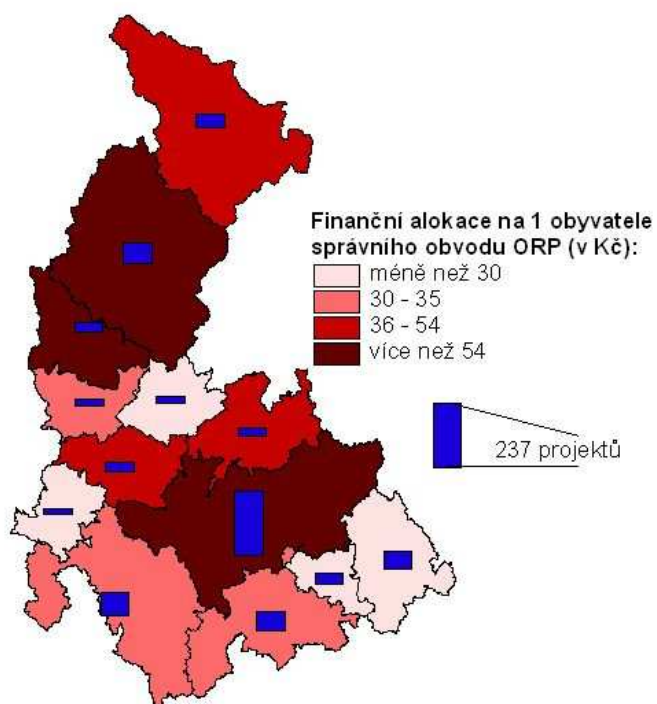 Finanční alokace na 1 obyvatele
správního obvodu ORP (v Kč):
méně než 30
30 - 35
36 - 54
více než 54
237 projektů